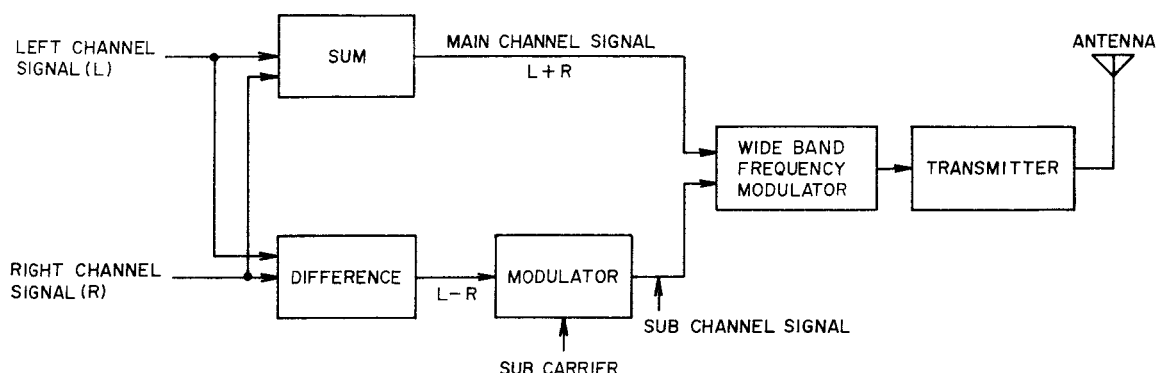 LEFT CHANNEL
SIGNAL (L)
SUM
MAIN CHANNEL SIGNAL
L+R
ANTENNA
WIDE BAND
FREQUENCY
MODULATOR
TRANSMITTER
RIGHT CHANNEL
SIGNAL (R)
DIFFERENCE
L-R
MODULATOR
SUB CHANNEL SIGNAL
SUB CARRIER